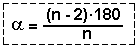 α = (n - 2)·180 / n